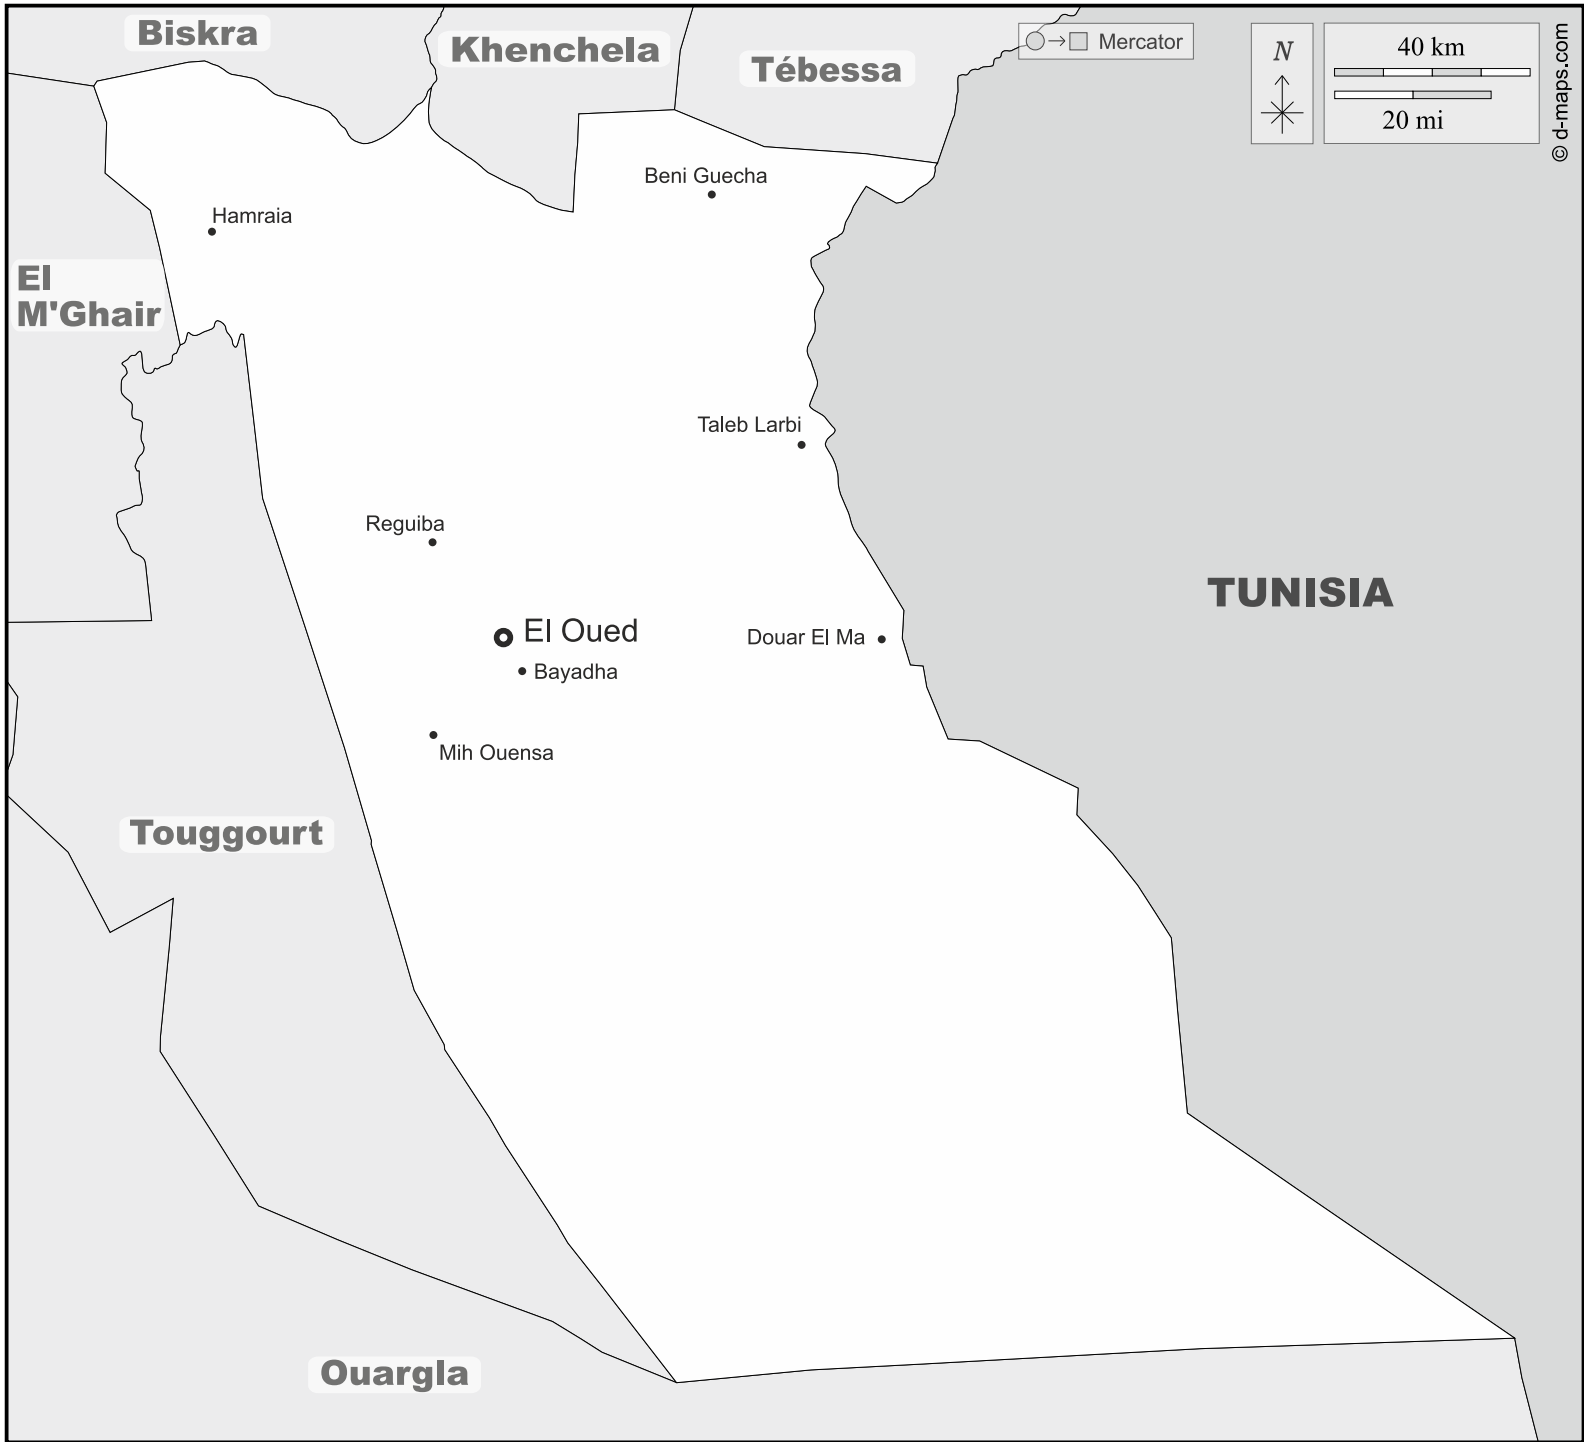 Biskra
Khenchela
Tébessa
Mercator
N
40 km
20 mi
© d-maps.com
Beni Guecha
Hamraia
El
M'Ghair
Taleb Larbi
Reguiba
TUNISIA
El Oued
Douar El Ma
Bayadha
Mih Ouensa
Touggourt
Ouargla